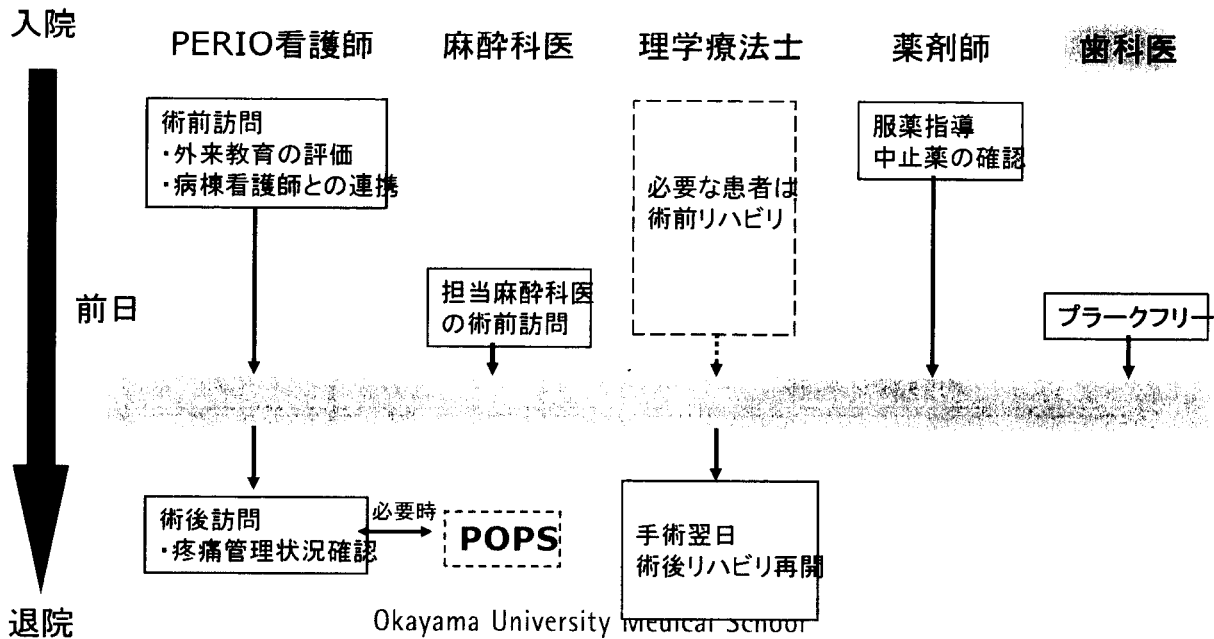 入院
PERIO看護師
麻酔科医
理学療法士
薬剤師
歯科医
術前訪問
・外来教育の評価
・病棟看護師との連携
必要な患者は
術前リハビリ
服薬指導
中止薬の確認
前日
担当麻酔科医
の術前訪問
プラークフリー
術後訪問
・疼痛管理状況確認
必要時
POPS
手術翌日
術後リハビリ再開
退院
Okayama University Medical School